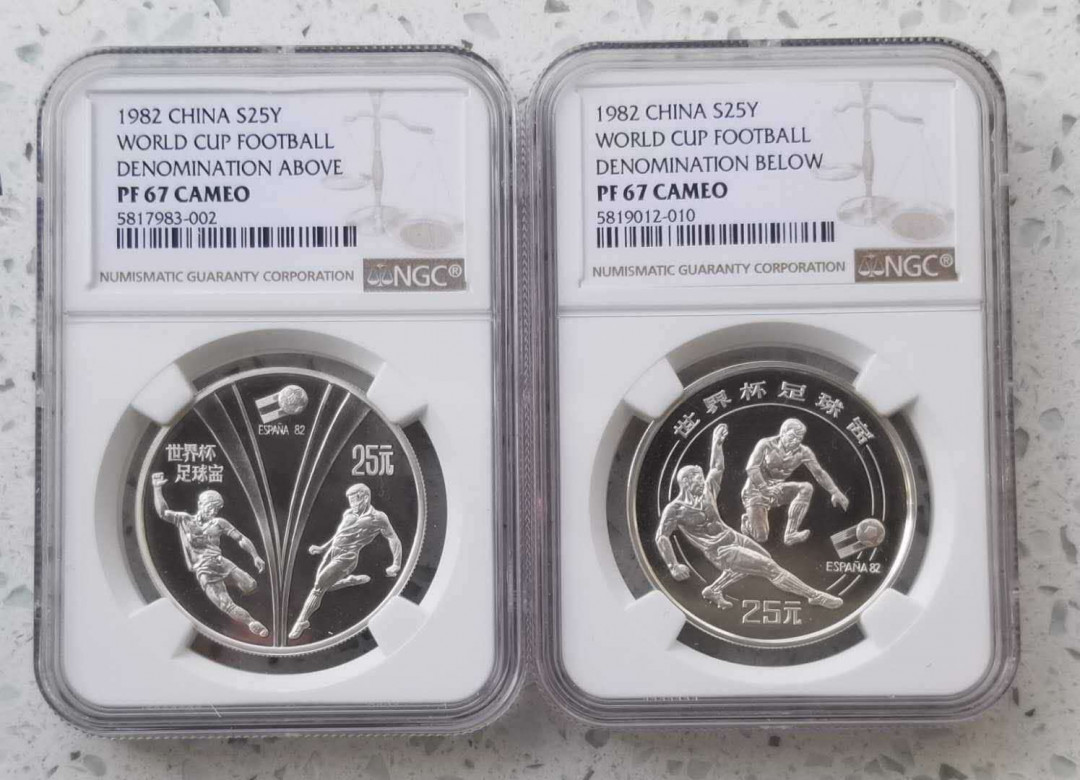 1982 CHINA S25Y
WORLD CUP FOOTBALL
DENOMINATION ABOVE
PF 67 CAMEO
5817983-002
NUMISMATIC GUARANTY CORPORATION
NGC®
ESPAÑA 82
世界杯
足球
25元
1982 CHINA S25Y
WORLD CUP FOOTBALL
DENOMINATION BELOW
PF 67 CAMEO
5819012-010
NUMISMATIC GUARANTY CORPORATION
NGC®
世界杯足球
ESPAÑA 82
25元